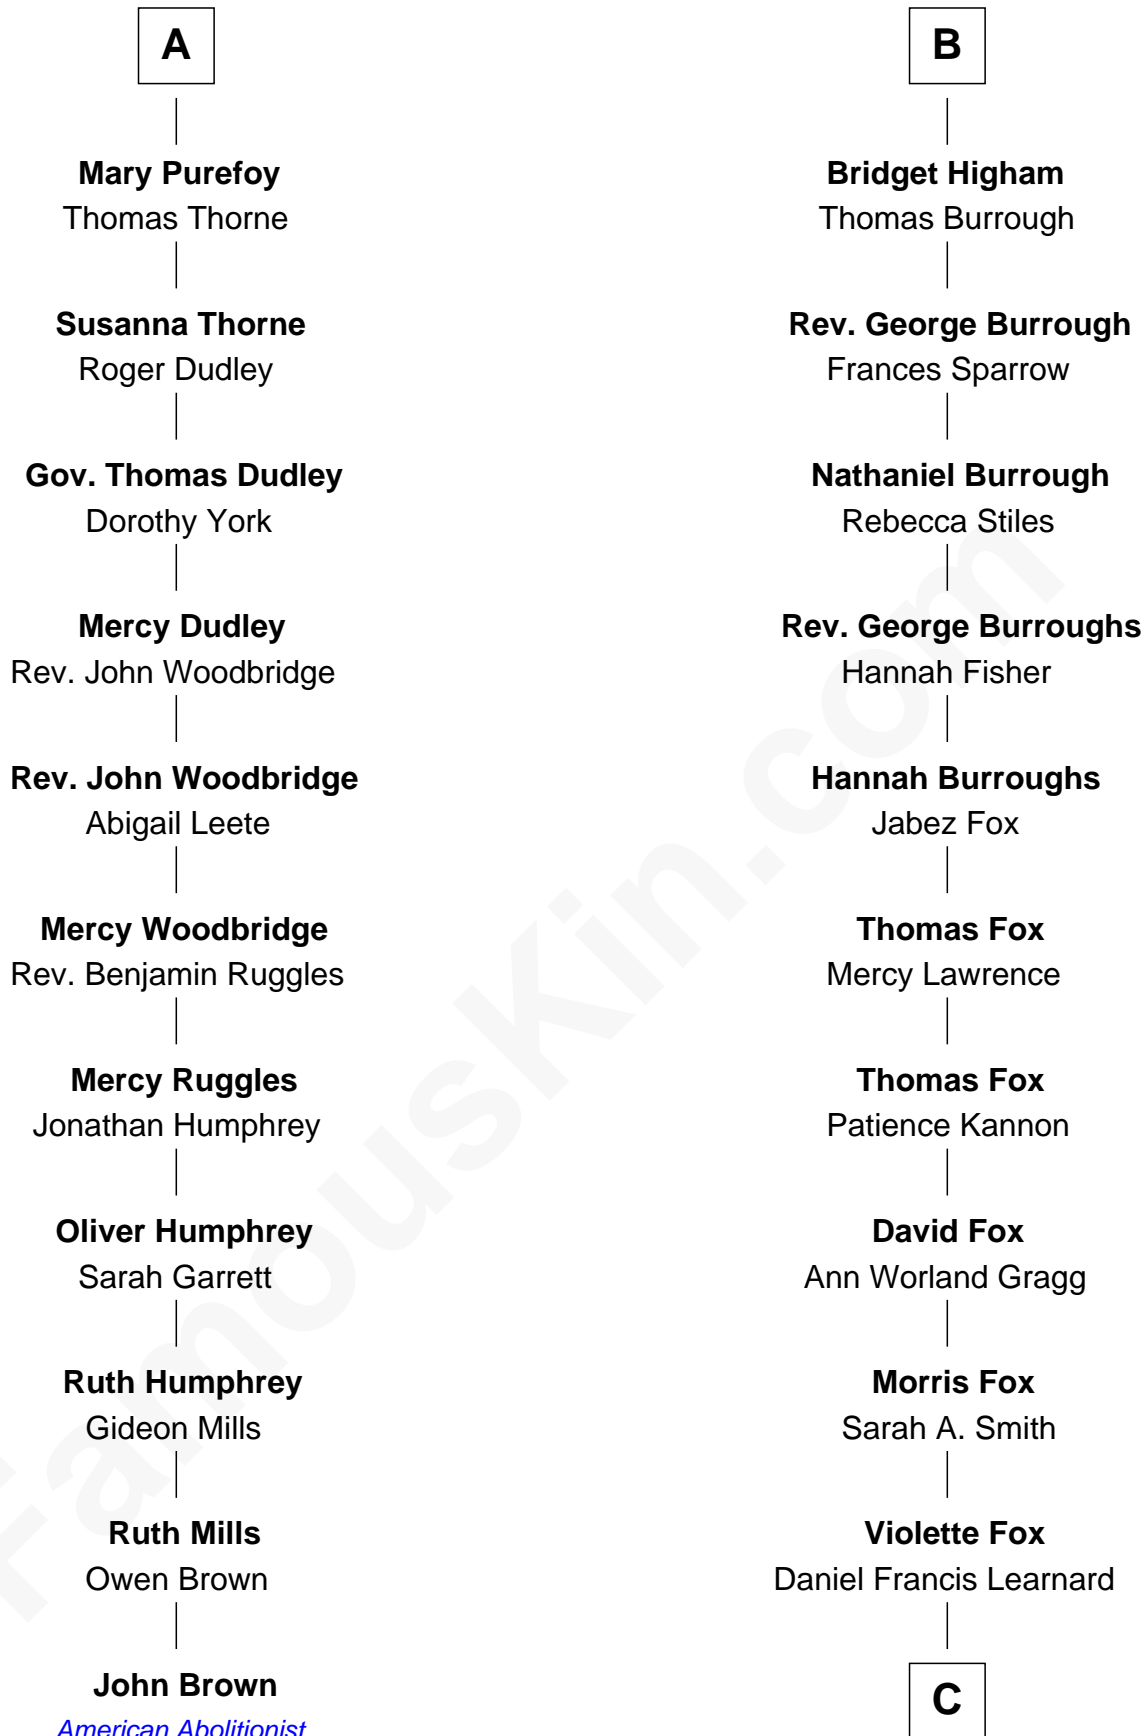 A
Mary Purefoy
Thomas Thorne
Susanna Thorne
Roger Dudley
Gov. Thomas Dudley
Dorothy York
Mercy Dudley
Rev. John Woodbridge
Rev. John Woodbridge
Abigail Leete
Mercy Woodbridge
Rev. Benjamin Ruggles
Mercy Ruggles
Jonathan Humphrey
Oliver Humphrey
Sarah Garrett
Ruth Humphrey
Gideon Mills
Ruth Mills
Owen Brown
John Brown
American Abolitionist
B
Bridget Higham
Thomas Burrough
Rev. George Burrough
Frances Sparrow
Nathaniel Burrough
Rebecca Stiles
Rev. George Burroughs
Hannah Fisher
Hannah Burroughs
Jabez Fox
Thomas Fox
Mercy Lawrence
Thomas Fox
Patience Kannon
David Fox
Ann Worland Gragg
Morris Fox
Sarah A. Smith
Violette Fox
Daniel Francis Learnard
C
FamousKin.com